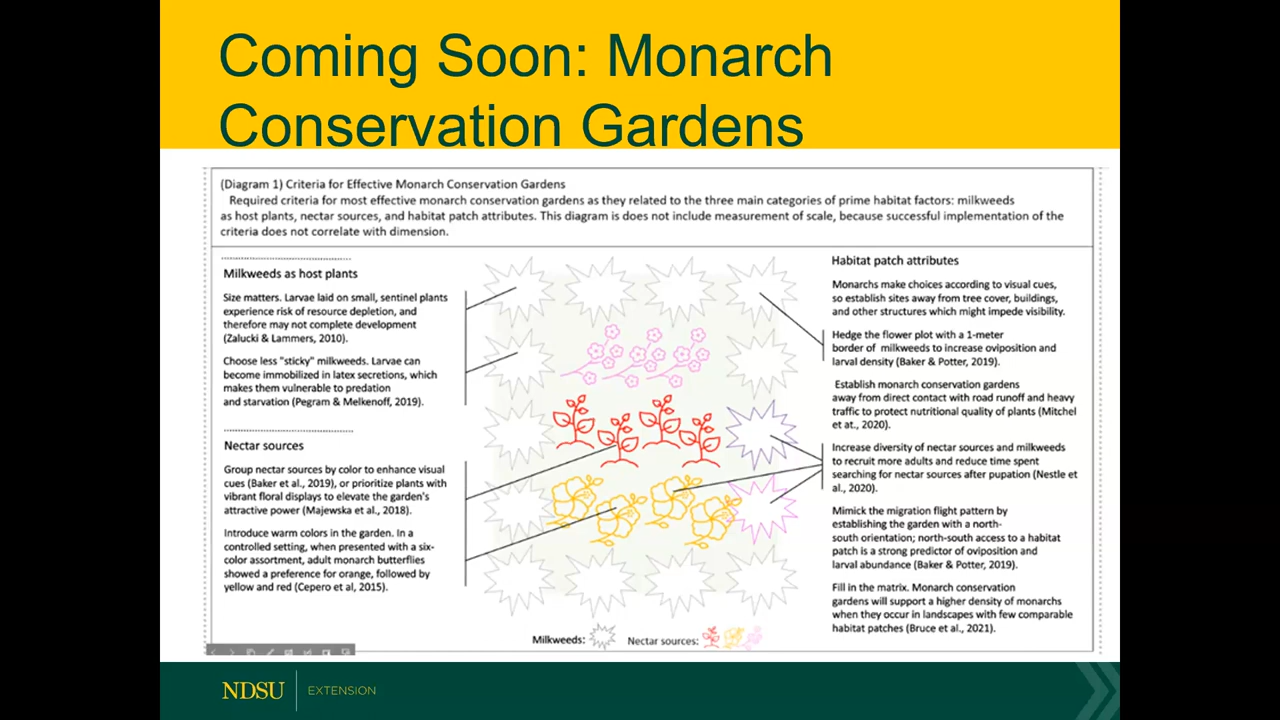 Coming Soon: Monarch
Conservation Gardens
(Diagram 1) Criteria for Effective Monarch Conservation Gardens
Required criteria for most effective monarch conservation gardens as they related to the three main categories of prime habitat factors: milkweeds
as host plants, nectar sources, and habitat patch attributes. This diagram is does not include measurement of scale, because successful implementation of the
criteria does not correlate with dimension.
Milkweeds as host plants
Size matters. Larvae laid on small, sentinel plants
experience risk of resource depletion, and
therefore may not complete development
(Zalucki & Lammers, 2010).
Choose less "sticky" milkweeds. Larvae can
become immobilized in latex secretions, which
makes them vulnerable to predation
and starvation (Pegram & Melkenoff, 2019).
Nectar sources
Group nectar sources by color to enhance visual
cues (Baker et al., 2019), or prioritize plants with
vibrant floral displays to elevate the garden's
attractive power (Majewska et al., 2018).
Introduce warm colors in the garden. In a
controlled setting, when presented with a six-
color assortment, adult monarch butterflies
showed a preference for orange, followed by
yellow and red (Cepero et al, 2015).
Habitat patch attributes
Monarchs make choices according to visual cues,
so establish sites away from tree cover, buildings,
and other structures which might impede visibility.
Hedge the flower plot with a 1-meter
border of milkweeds to increase oviposition and
larval density (Baker & Potter, 2019).
Establish monarch conservation gardens
away from direct contact with road runoff and heavy
traffic to protect nutritional quality of plants (Mitchel
et at., 2020).
Increase diversity of nectar sources and milkweeds
to recruit more adults and reduce time spent
searching for nectar sources after pupation (Nestle et
al., 2020).
Mimick the migration flight pattern by
establishing the garden with a north-
south orientation; north-south access to a habitat
patch is a strong predictor of oviposition and
larval abundance (Baker & Potter, 2019).
Fill in the matrix. Monarch conservation
gardens will support a higher density of monarchs
when they occur in landscapes with few comparable
habitat patches (Bruce et al., 2021).
Milkweeds:
Nectar sources:
NDSU EXTENSION